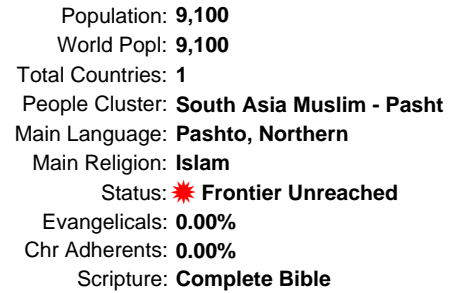 Population: 9,100
World Popl: 9,100
Total Countries: 1
People Cluster: South Asia Muslim - Pasht
Main Language: Pashto, Northern
Main Religion: Islam
Status: Frontier Unreached
Evangelicals: 0.00%
Chr Adherents: 0.00%
Scripture: Complete Bible